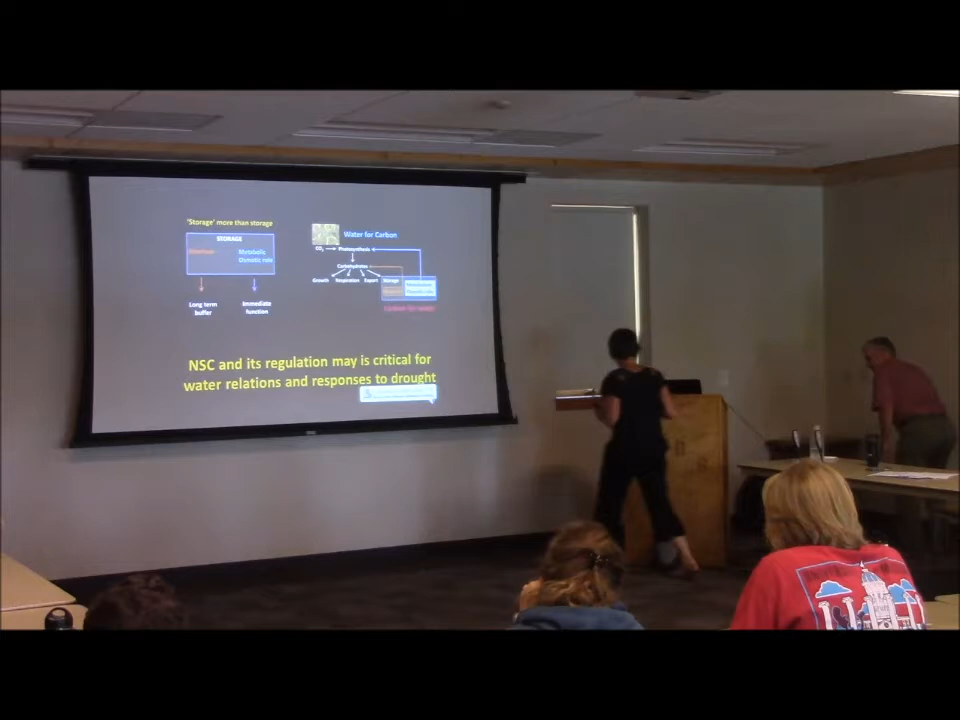 'Storage' more than storage
STORAGE
Metabolic
Osmotic role
Long term
buffer
Immediate
function
Water for Carbon
CO₂
Photosynthesis
Carbohydrates
Growth
Respiration
Export
Storage
Carbon for water
NSC and its regulation may is critical for
water relations and responses to drought